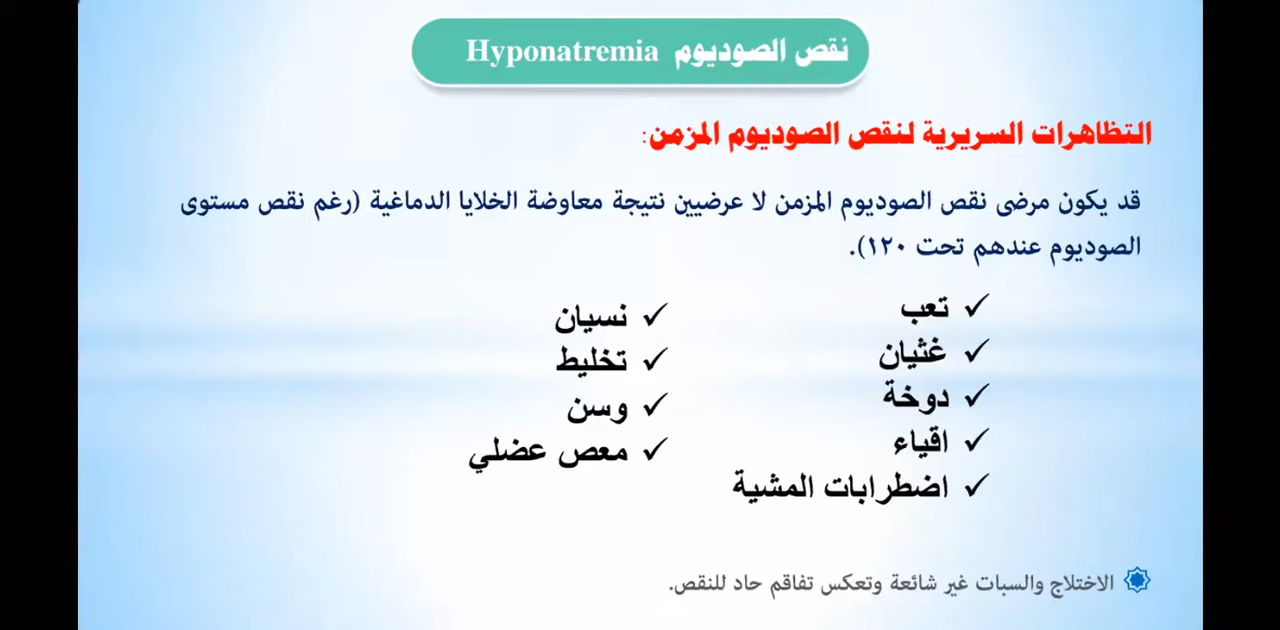 نقص الصوديوم Hyponatremia
التظاهرات السريرية لنقص الصوديوم المزمن:
قد يكون مرضى نقص الصوديوم المزمن لا عرضيين نتيجة معاوضة الخلايا الدماغية (رغم نقص مستوى
الصوديوم عندهم تحت ١٢٠).
✓ تعب
✓ غثيان
✓ دوخة
✓ اقياء
✓ اضطرابات المشية
✓ نسيان
✓ تخليط
✓ وسن
✓ معص عضلي
الاختلاج والسبات غير شائعة وتعكس تفاقم حاد للنقص.